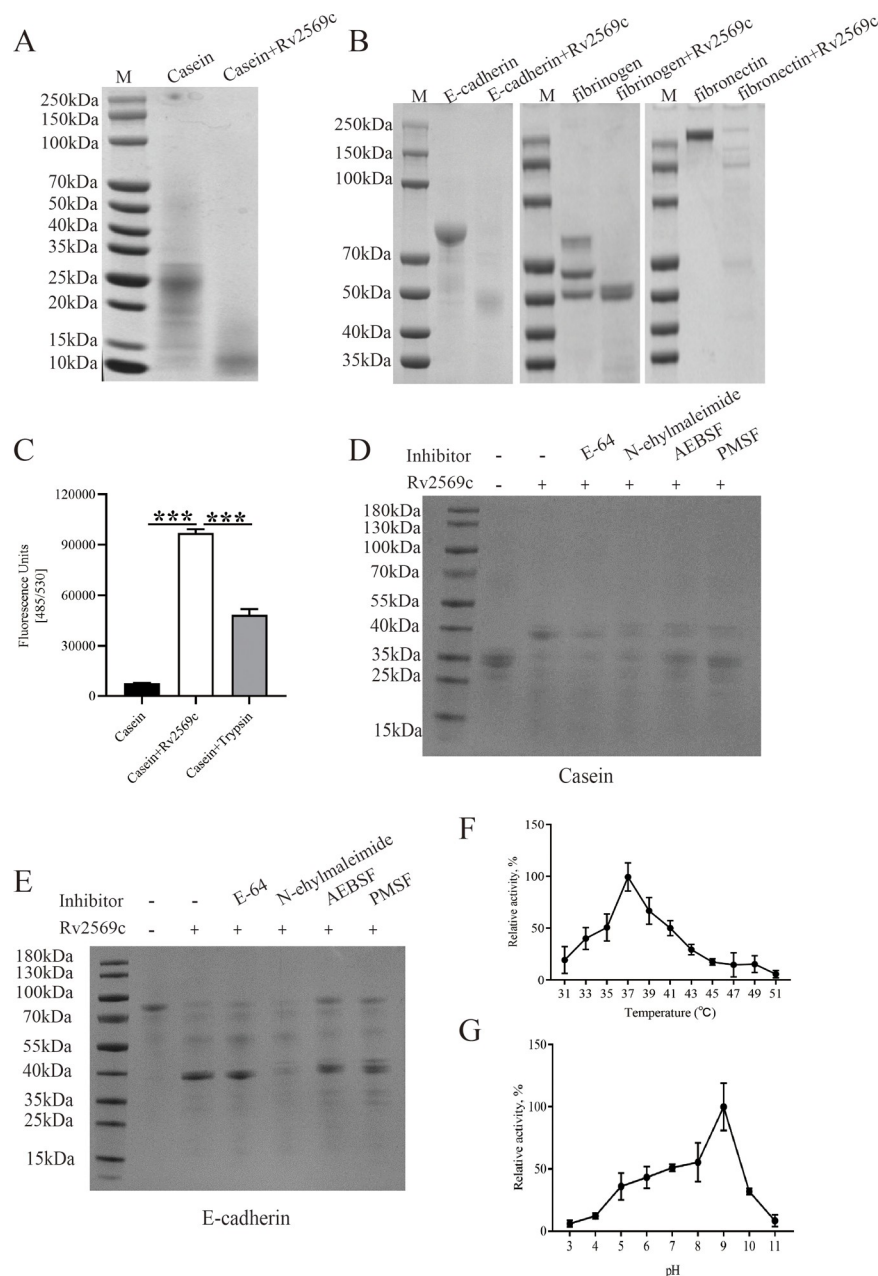 A
M Casein Casein+Rv2569c
250kDa
150kDa
100kDa
70kDa
50kDa
40kDa
35kDa
25kDa
20kDa
15kDa
10kDa
B
M E-cadherin E-cadherin+Rv2569c M fibrinogen fibrinogen+Rv2569c M fibronectin fibronectin+Rv2569c
250kDa
150kDa
100kDa
70kDa
50kDa
40kDa
35kDa
C
120000
90000
60000
30000
0
Fluorescence Units
[485/530]
*** ***
Casein
Casein+Rv2569c
Casein+Trypsin
D
Inhibitor - - E-64 N-ehylmaleimide AEBSF PMSF
Rv2569c - + + + + +
180kDa
130kDa
100kDa
70kDa
55kDa
40kDa
35kDa
25kDa
15kDa
Casein
E
Inhibitor - - E-64 N-ehylmaleimide AEBSF PMSF
Rv2569c - + + + + +
180kDa
130kDa
100kDa
70kDa
55kDa
40kDa
35kDa
25kDa
15kDa
E-cadherin
F
Relative activity, %
150
100
50
0
31 33 35 37 39 41 43 45 47 49 51
Temperature (℃)
G
Relative activity, %
150
100
50
0
3 4 5 6 7 8 9 10 11
pH